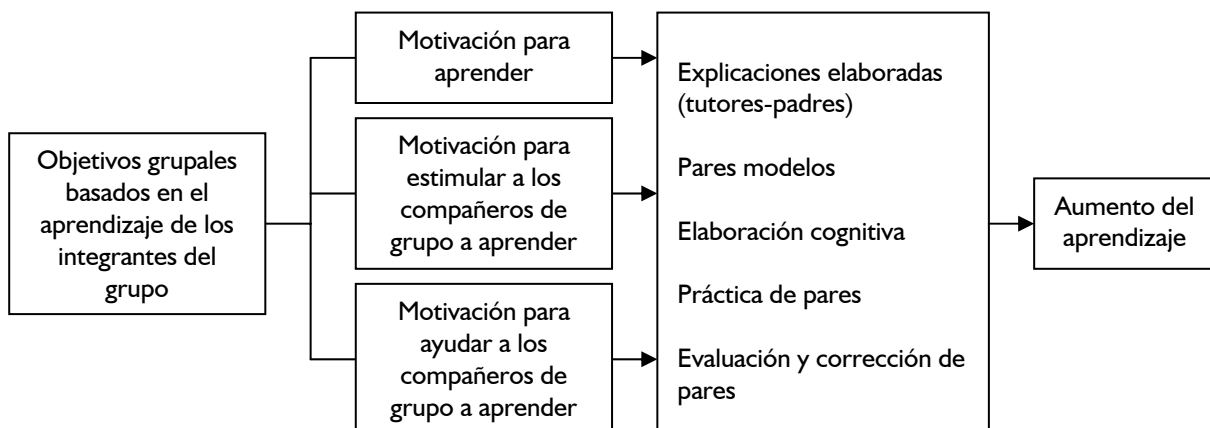 Objetivos grupales
basados en el
aprendizaje de los
integrantes del
grupo
Motivación para
aprender
Motivación para
estimular a los
compañeros de
grupo a aprender
Motivación para
ayudar a los
compañeros de
grupo a aprender
Explicaciones elaboradas
(tutores-padres)
Pares modelos
Elaboración cognitiva
Práctica de pares
Evaluación y corrección de
pares
Aumento del
aprendizaje